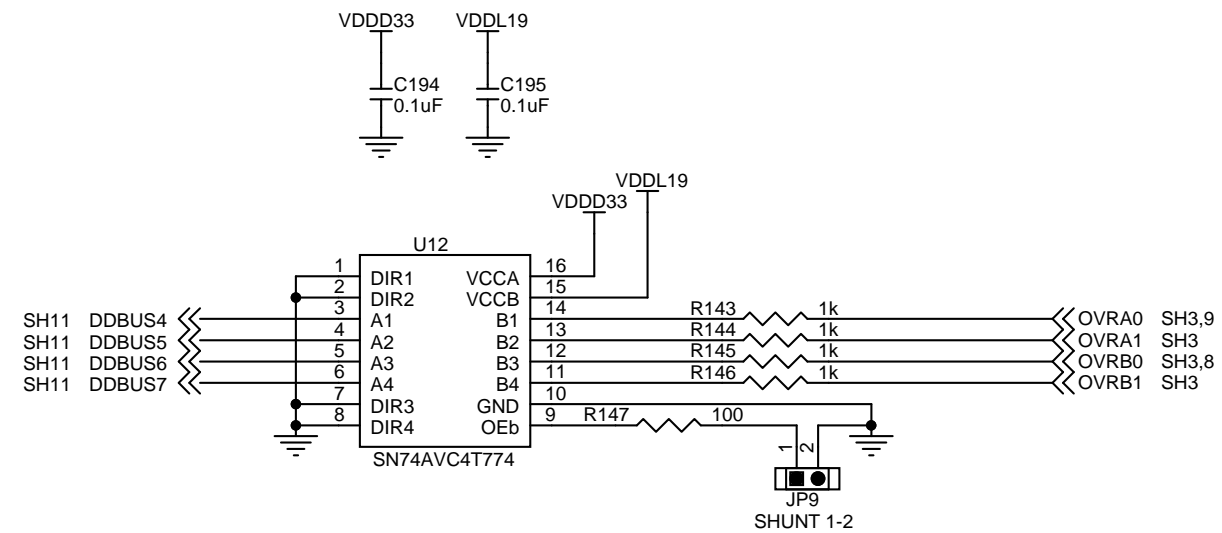 VDDD33 VDDL19
C194 C195
0.1uF 0.1uF
VDDL19
VDDD33
U12
1 DIR1 VCCA 16
2 DIR2 VCCB 15
SH11 DDBUS4 3 A1 B1 14 R143 1k OVRA0 SH3,9
SH11 DDBUS5 4 A2 B2 13 R144 1k OVRA1 SH3
SH11 DDBUS6 5 A3 B3 12 R145 1k OVRB0 SH3,8
SH11 DDBUS7 6 A4 B4 11 R146 1k OVRB1 SH3
7 DIR3 GND 10
8 DIR4 OEb 9 R147 100
SN74AVC4T774
1 2
JP9
SHUNT 1-2